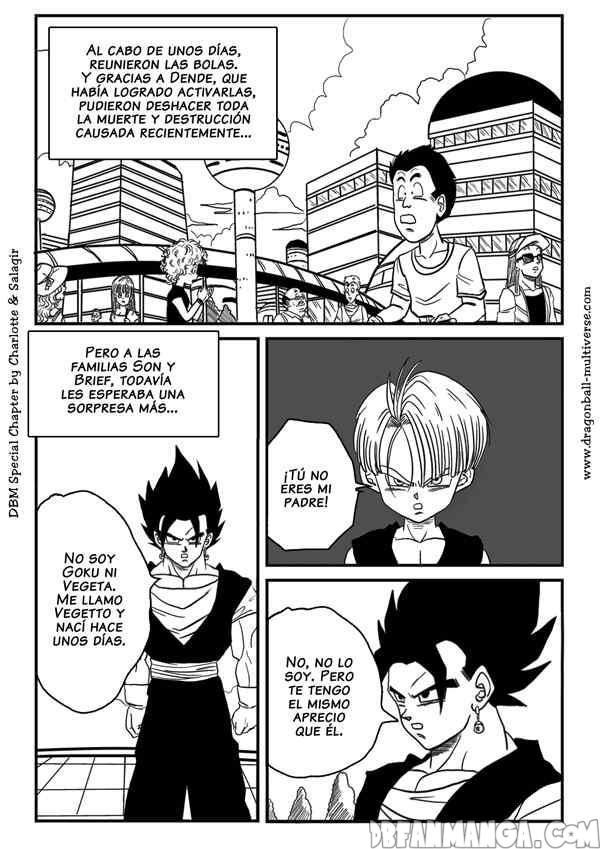 AL CABO DE UNOS DÍAS,
REUNIERON LAS BOLAS.
Y GRACIAS A DENDE, QUE
HABÍA LOGRADO ACTIVARLAS,
PUDIERON DESHACER TODA
LA MUERTE Y DESTRUCCIÓN
CAUSADA RECIENTEMENTE...
DBM Special Chapter by Charlotte & Salagir
www.dragonball-multiverse.com
PERO A LAS
FAMILIAS SON Y
BRIEF, TODAVÍA
LES ESPERABA UNA
SORPRESA MÁS...
NO SOY
GOKU NI
VEGETA.
ME LLAMO
VEGETTO Y
NACÍ HACE
UNOS DÍAS.
¡TÚ NO
ERES MI
PADRE!
NO, NO LO
SOY. PERO
TE TENGO
EL MISMO
APRECIO
QUE ÉL.
DBFANMANGA.COM